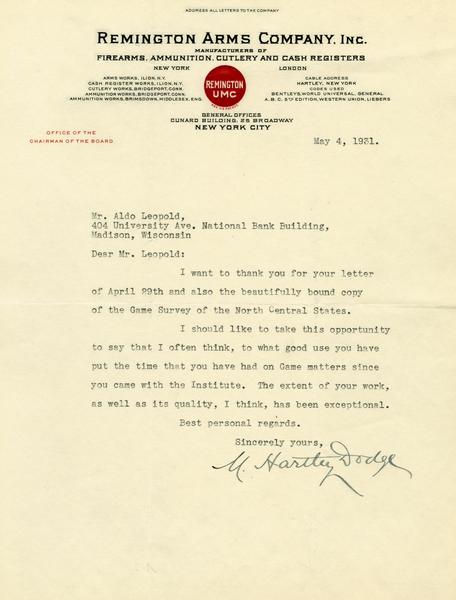 ADDRESS ALL LETTERS TO THE COMPANY
REMINGTON ARMS COMPANY, INC.
MANUFACTURERS OF
FIREARMS, AMMUNITION, CUTLERY AND CASH REGISTERS
NEW YORK
LONDON
ARMS WORKS, ILION, N.Y.
CASH REGISTER WORKS, ILION, N.Y.
CUTLERY WORKS, BRIDGEPORT, CONN.
AMMUNITION WORKS, BRIDGEPORT, CONN.
AMMUNITION WORKS, BRIMSDOWN, MIDDLESEX, ENG.
REMINGTON
UMC
CABLE ADDRESS
HARTLEY, NEW YORK
CODES USED
BENTLEYS, WORLD UNIVERSAL, GENERAL
A.B.C. 5TH EDITION, WESTERN UNION, LIEBERS
GENERAL OFFICES
CUNARD BUILDING, 25 BROADWAY
NEW YORK CITY
OFFICE OF THE
CHAIRMAN OF THE BOARD
May 4, 1931.
Mr. Aldo Leopold,
404 University Ave. National Bank Building,
Madison, Wisconsin
Dear Mr. Leopold:
I want to thank you for your letter
of April 29th and also the beautifully bound copy
of the Game Survey of the North Central States.
I should like to take this opportunity
to say that I often think, to what good use you have
put the time that you have had on Game matters since
you came with the Institute. The extent of your work,
as well as its quality, I think, has been exceptional.
Best personal regards.
Sincerely yours,
M. Hartley Dodge